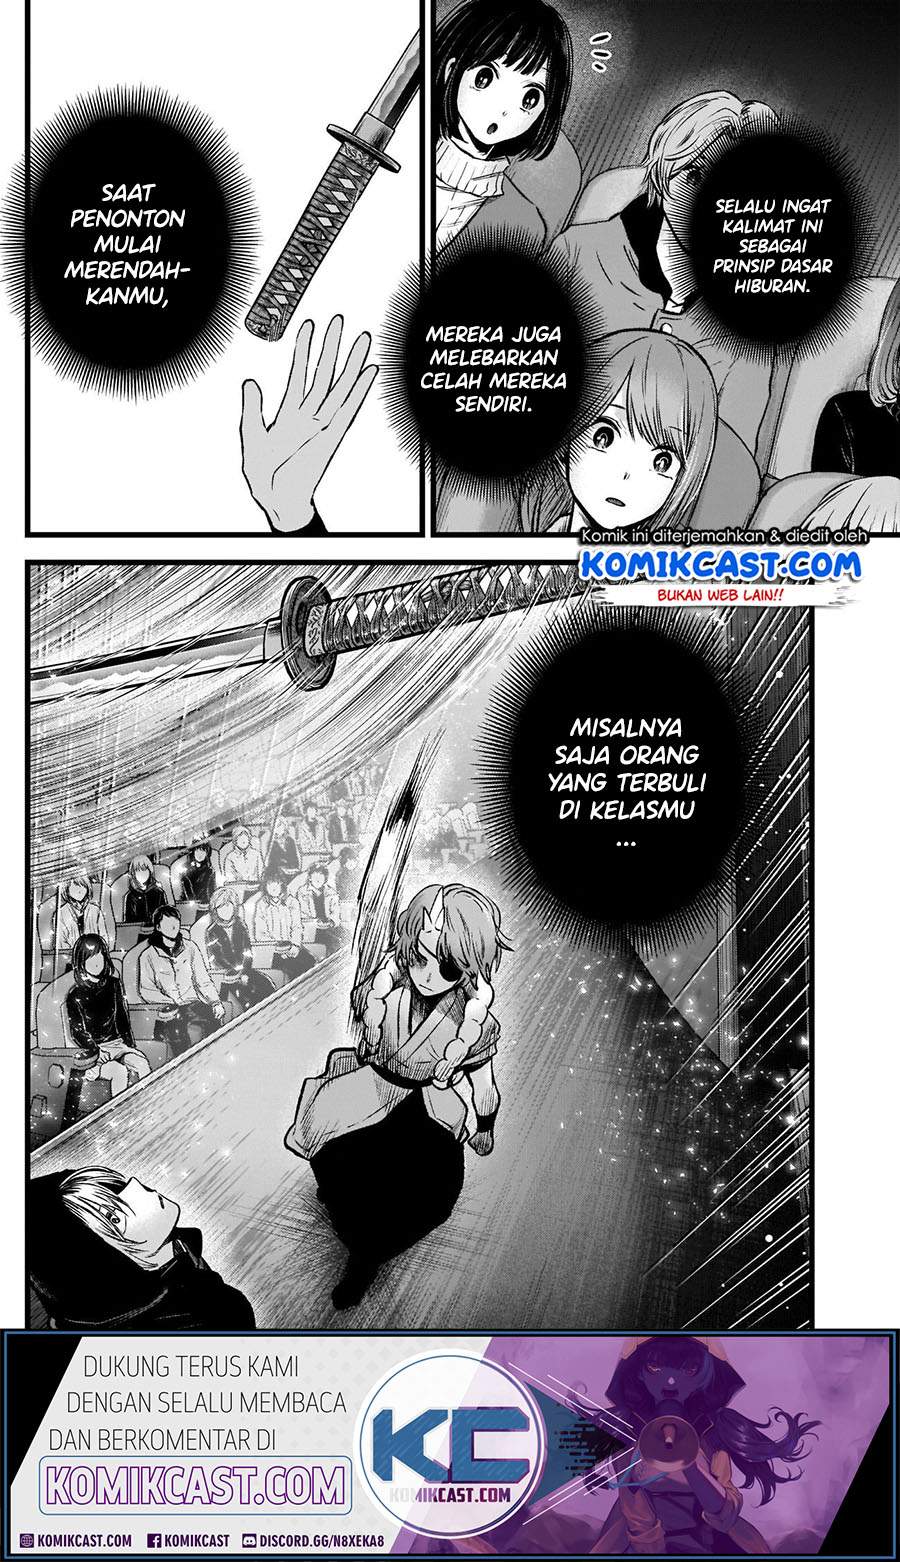 SELALU INGAT
KALIMAT INI
SEBAGAI
PRINSIP DASAR
HIBURAN.
MEREKA JUGA
MELEBARKAN
CELAH MEREKA
SENDIRI.
SAAT
PENONTON
MULAI
MERENDAH-
KANMU,
Komik ini diterjemahkan & diedit oleh
KOMIKCAST.COM
BUKAN WEB LAIN!!
MISALNYA
SAJA ORANG
YANG TERBULI
DI KELASMU
...
DUKUNG TERUS KAMI
DENGAN SELALU MEMBACA
DAN BERKOMENTAR DI
KOMIKCAST.COM
KOMIKCAST.COM
KOMIKCAST
DISCORD.GG/N8XEKA8
KC
KOMIKCAST.COM